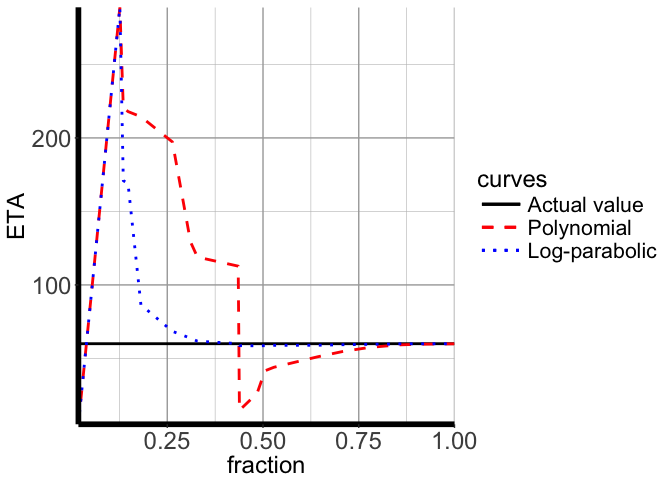 200
100
ETA
0.25
0.50
0.75
1.00
fraction
curves
Actual value
Polynomial
Log-parabolic